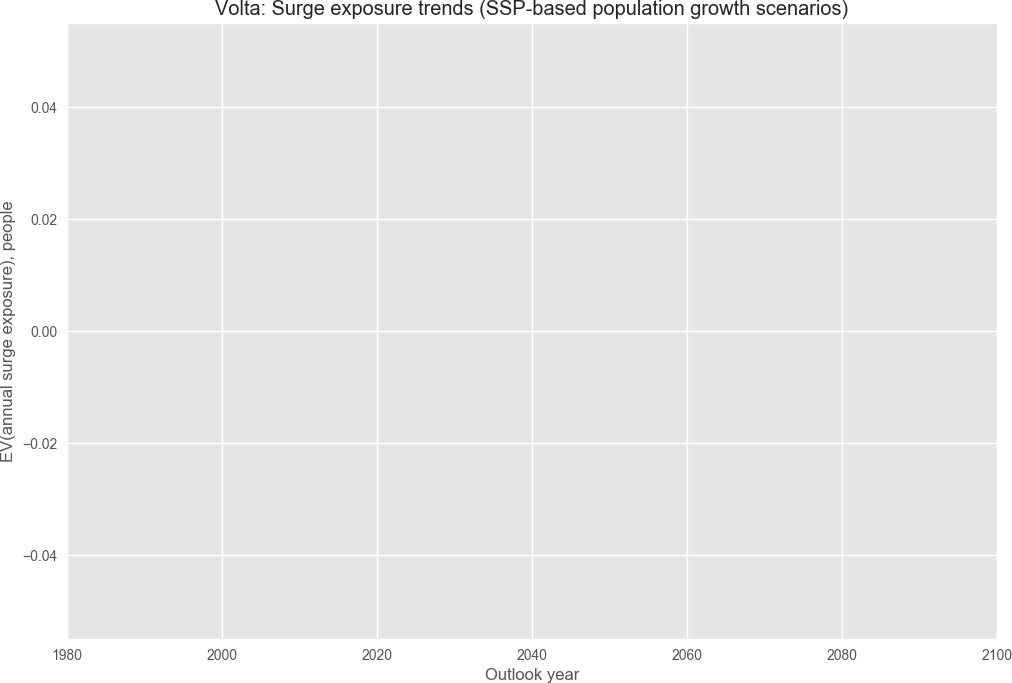 Volta: Surge exposure trends (SSP-based population growth scenarios)
EV(annual surge exposure), people
0.04
0.02
0.00
−0.02
−0.04
1980 2000 2020 2040 2060 2080 2100
Outlook year